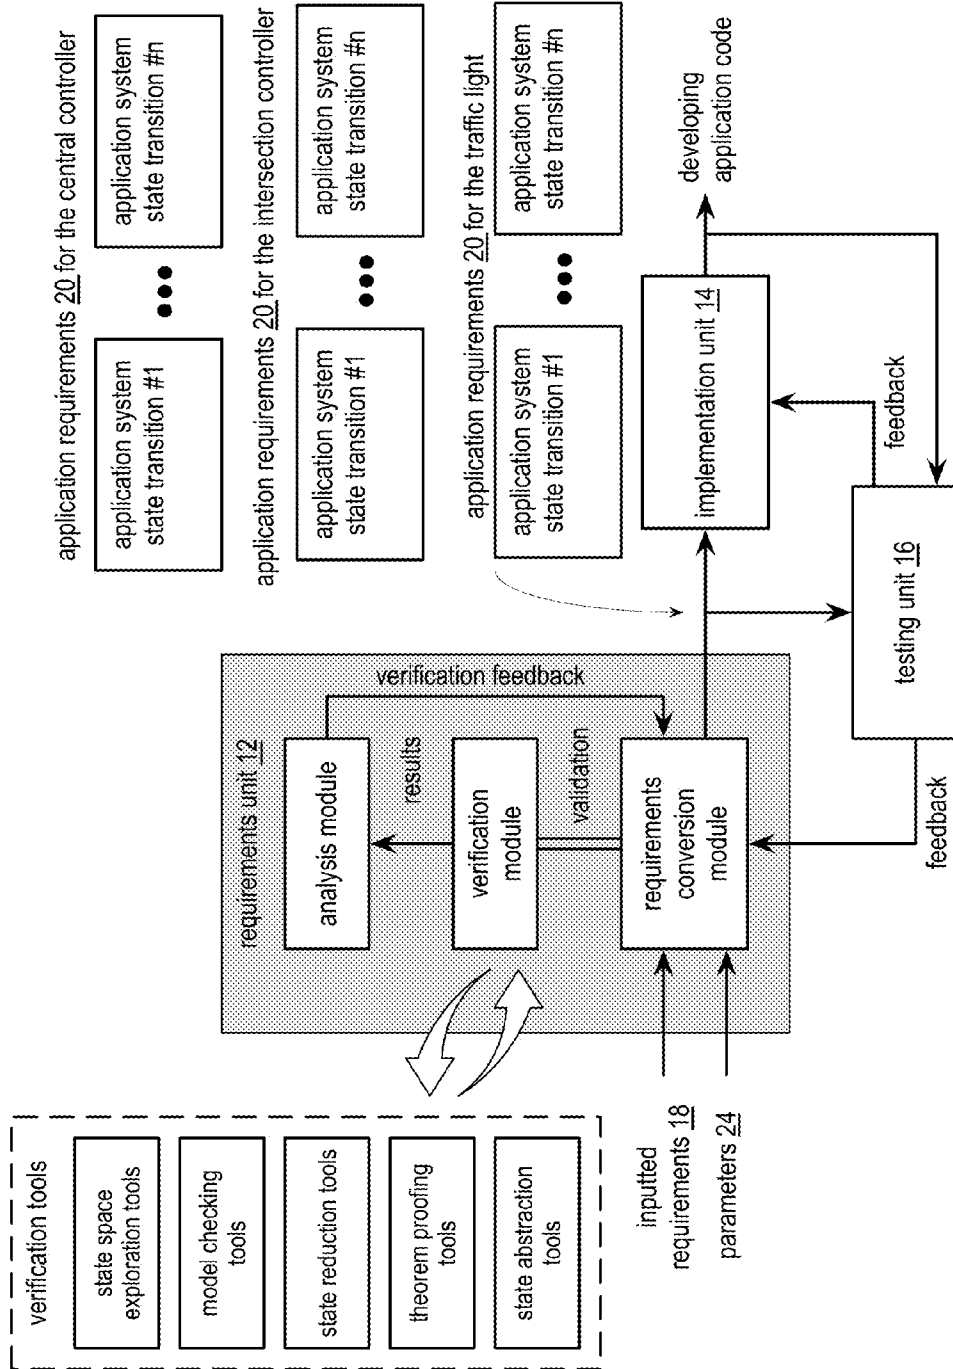 verification tools
state space
exploration tools
model checking
tools
state reduction tools
theorem proofing
tools
state abstraction
tools
requirements unit 12
analysis module
results
verification feedback
verification
module
validation
requirements
conversion
module
inputted
requirements 18
parameters 24
application requirements 20 for the central controller
application system
state transition #1
application system
state transition #n
application requirements 20 for the intersection controller
application system
state transition #1
application system
state transition #n
application requirements 20 for the traffic light
application system
state transition #1
application system
state transition #n
implementation unit 14
developing
application code
feedback
testing unit 16
feedback